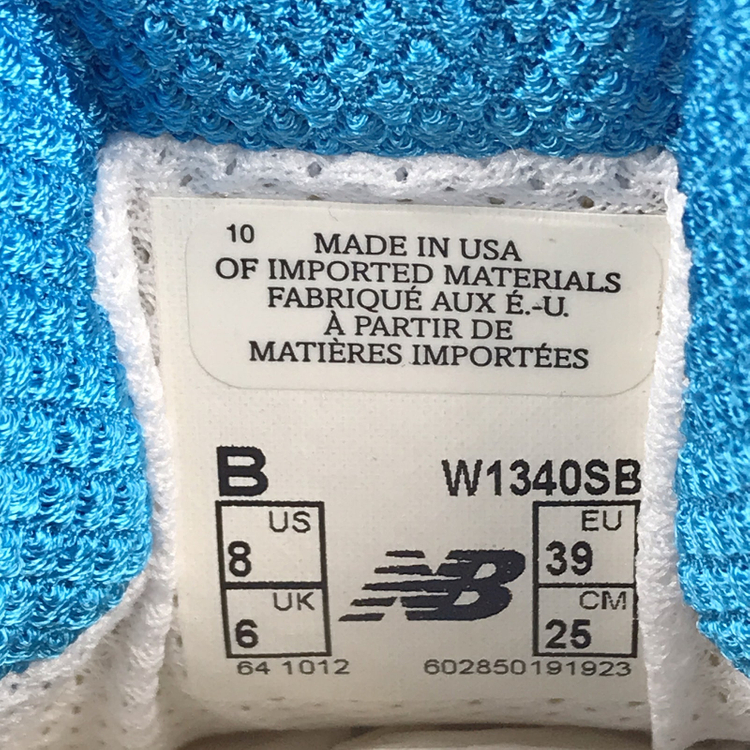 10
MADE IN USA
OF IMPORTED MATERIALS
FABRIQUÉ AUX É.-U.
À PARTIR DE
MATIÈRES IMPORTÉES
B
W1340SB
US
8
UK
6
NB
EU
39
CM
25
64 1012
602850191923